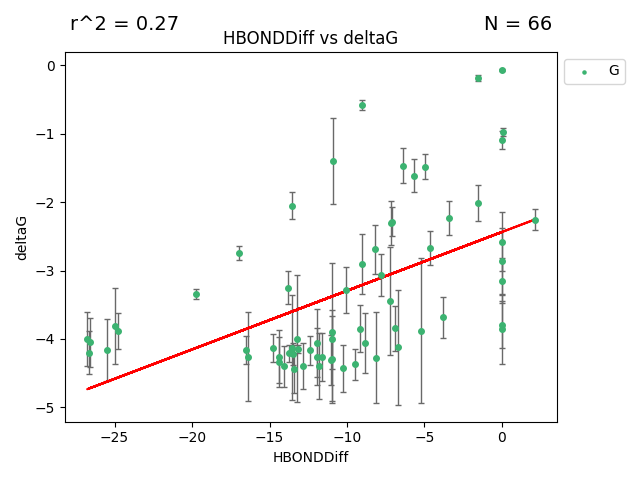 r^2 = 0.27
N = 66
HBONDDiff vs deltaG
G
deltaG
0
−1
−2
−3
−4
−5
−25
−20
−15
−10
−5
0
HBONDDiff